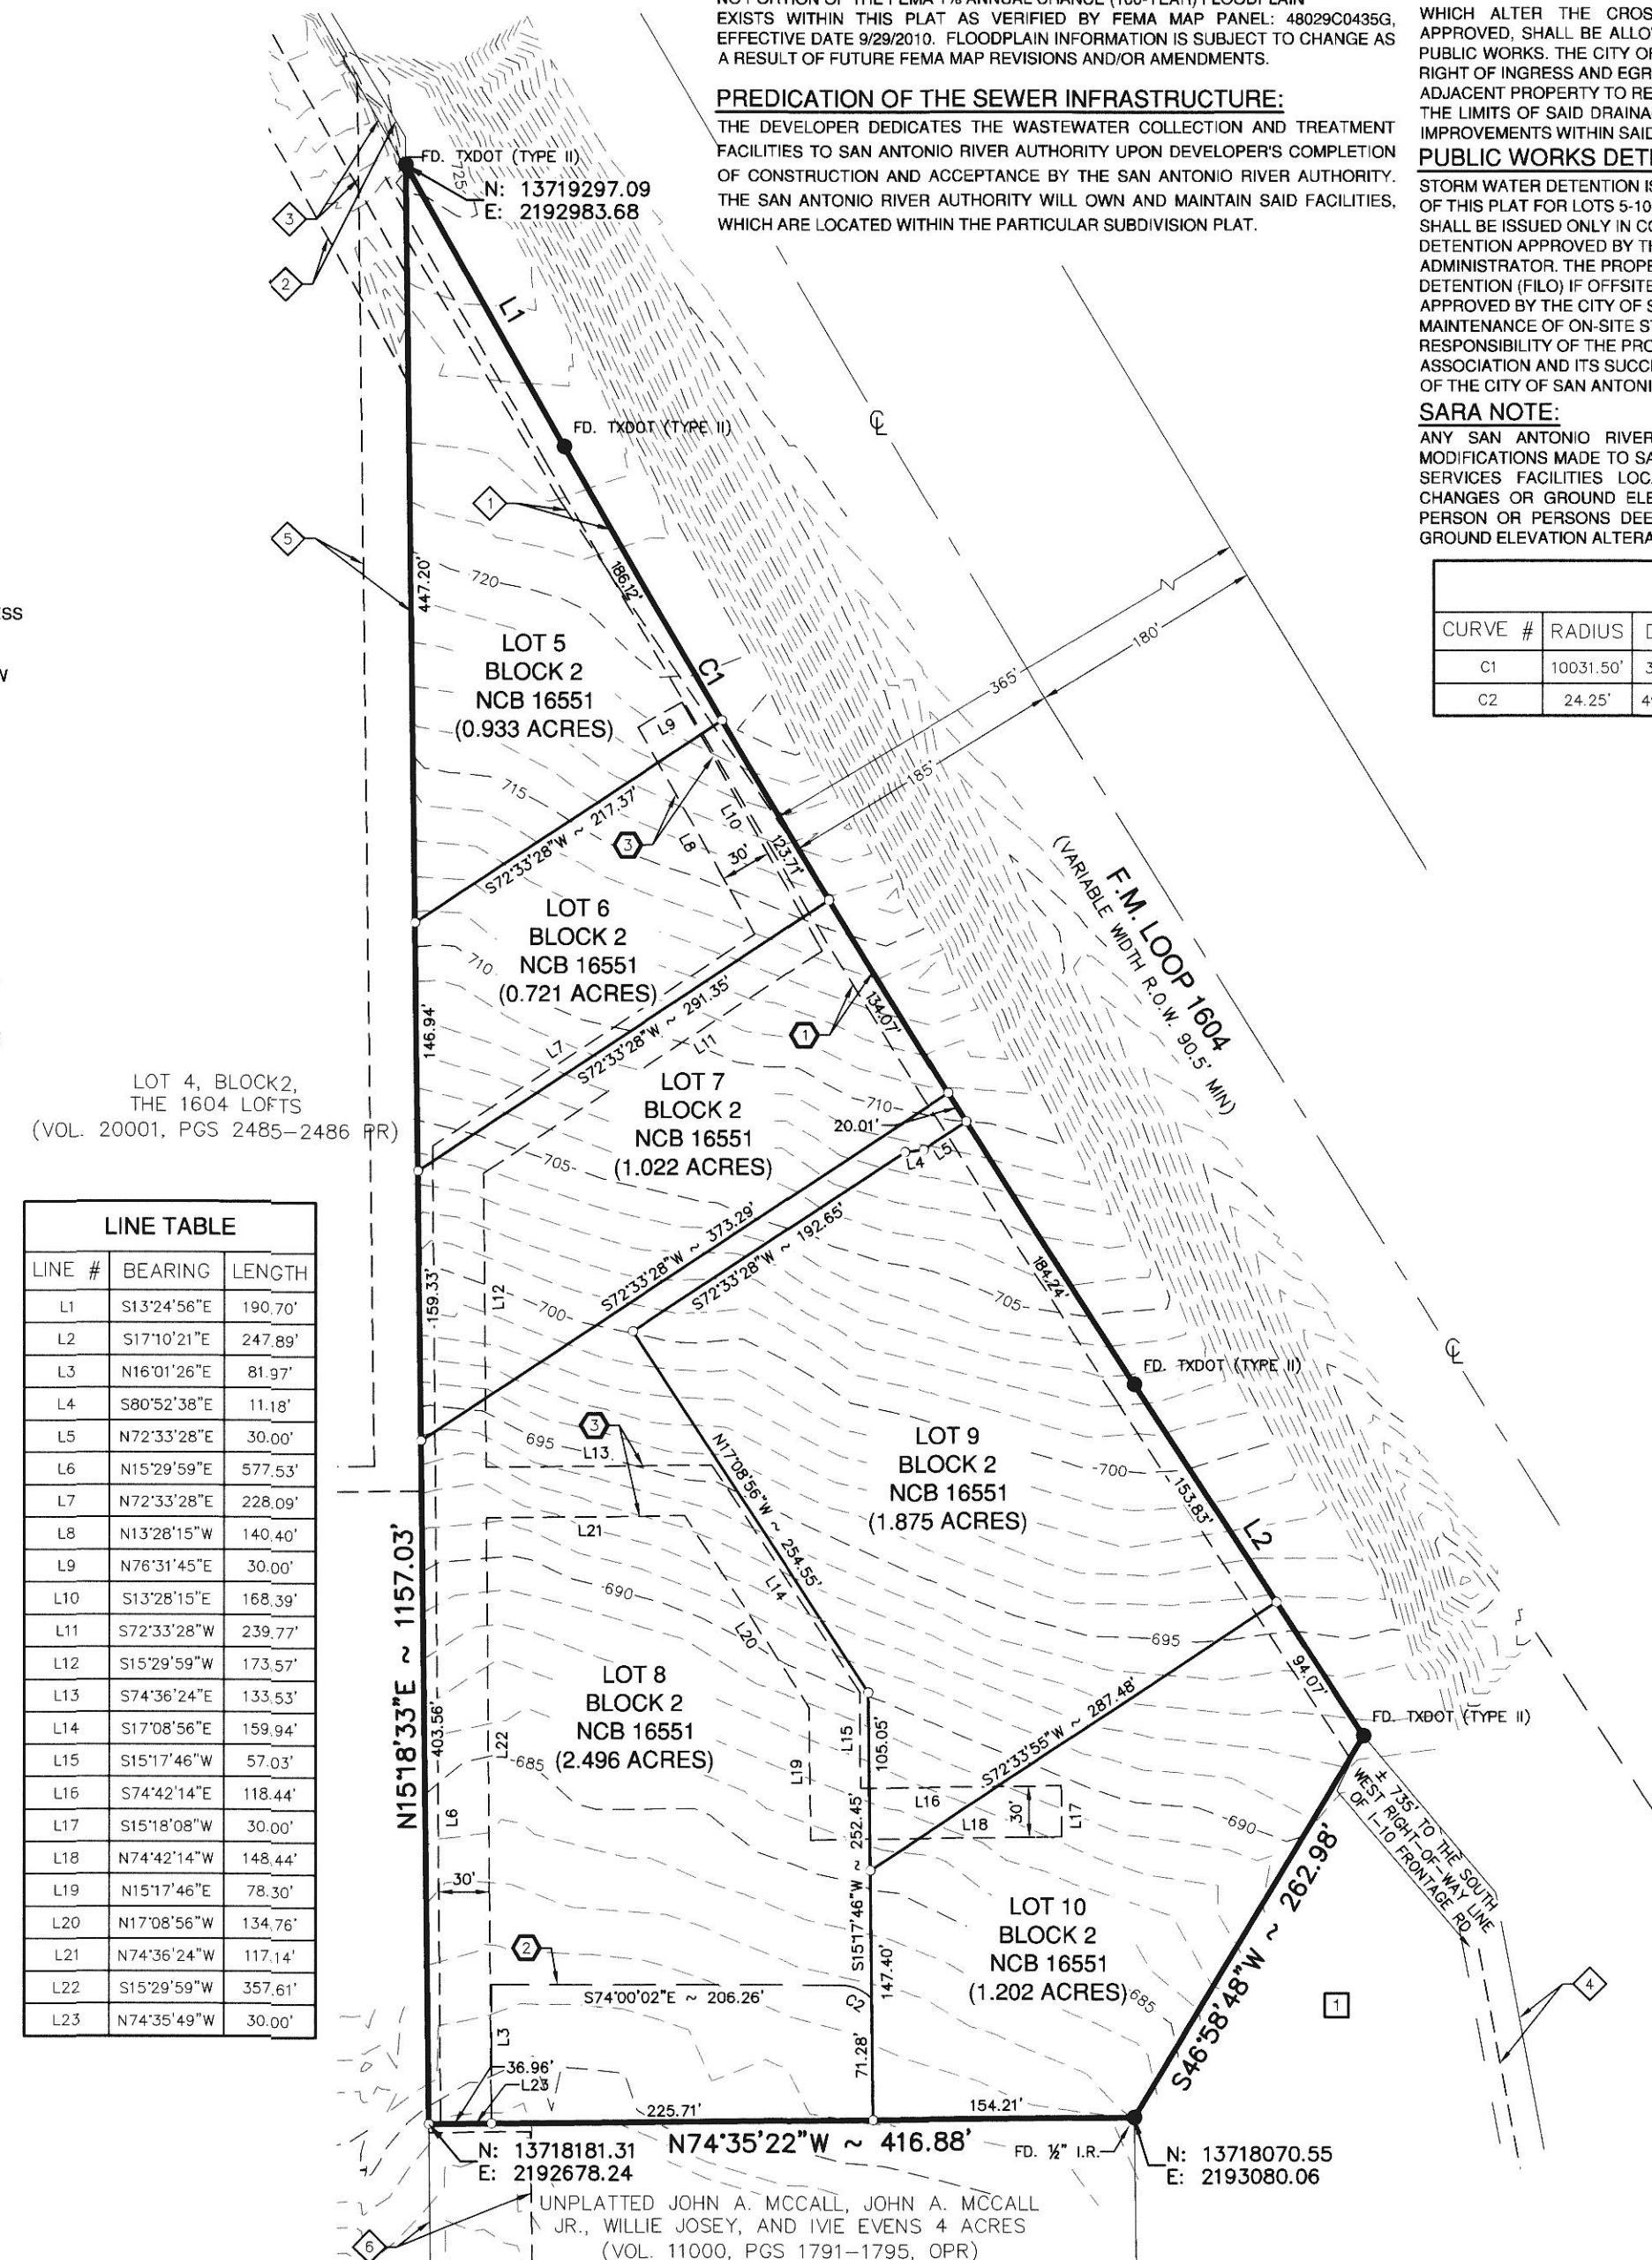 EXISTS WITHIN THIS PLAT AS VERIFIED BY FEMA MAP PANEL: 48029C0435G,
EFFECTIVE DATE 9/29/2010. FLOODPLAIN INFORMATION IS SUBJECT TO CHANGE AS
A RESULT OF FUTURE FEMA MAP REVISIONS AND/OR AMENDMENTS.
PREDICATION OF THE SEWER INFRASTRUCTURE:
THE DEVELOPER DEDICATES THE WASTEWATER COLLECTION AND TREATMENT
FACILITIES TO SAN ANTONIO RIVER AUTHORITY UPON DEVELOPER'S COMPLETION
OF CONSTRUCTION AND ACCEPTANCE BY THE SAN ANTONIO RIVER AUTHORITY.
THE SAN ANTONIO RIVER AUTHORITY WILL OWN AND MAINTAIN SAID FACILITIES,
WHICH ARE LOCATED WITHIN THE PARTICULAR SUBDIVISION PLAT.
WHICH ALTER THE CROS
APPROVED, SHALL BE ALLO
PUBLIC WORKS. THE CITY O
RIGHT OF INGRESS AND EGR
ADJACENT PROPERTY TO RE
THE LIMITS OF SAID DRAINA
IMPROVEMENTS WITHIN SAID
PUBLIC WORKS DET
STORM WATER DETENTION I
OF THIS PLAT FOR LOTS 5-10
SHALL BE ISSUED ONLY IN CO
DETENTION APPROVED BY T
ADMINISTRATOR. THE PROPE
DETENTION (FILO) IF OFFSITE
APPROVED BY THE CITY OF S
MAINTENANCE OF ON-SITE S
RESPONSIBILITY OF THE PRO
ASSOCIATION AND ITS SUCC
OF THE CITY OF SAN ANTONI
SARA NOTE:
ANY SAN ANTONIO RIVER
MODIFICATIONS MADE TO SA
SERVICES FACILITIES LOC
CHANGES OR GROUND ELE
PERSON OR PERSONS DEE
GROUND ELEVATION ALTERA
CURVE # RADIUS
C1 10031.50' 3
C2 24.25' 4
FD. TXDOT (TYPE II)
725
N: 13719297.09
E: 2192983.68
3
2
L1
FD. TXDOT (TYPE II)
1
5
447.20'
720
186.12'
C1
LOT 5
BLOCK 2
NCB 16551
(0.933 ACRES)
L9
365'
180'
185'
715
S72°33'28"W ~ 217.37'
3
L8
L10
30'
123.71'
SS
W
LOT 6
BLOCK 2
NCB 16551
(0.721 ACRES)
710
146.94'
L7
S72°33'28"W ~ 291.35'
L11
1
134.07'
F.M. LOOP 1604
(VARIABLE WIDTH R.O.W. 90.5' MIN)
LOT 4, BLOCK2,
THE 1604 LOFTS
(VOL. 20001, PGS 2485-2486 PR)
LOT 7
BLOCK 2
NCB 16551
(1.022 ACRES)
705
710
20.01'
L4
L5
159.33'
L12
700
S72°33'28"W ~ 373.29'
S72°33'28"W ~ 192.65'
184.24'
705
FD. TXDOT (TYPE II)
LINE TABLE
LINE # BEARING LENGTH
L1 S13°24'56"E 190.70'
L2 S17°10'21"E 247.89'
L3 N16°01'26"E 81.97'
L4 S80°52'38"E 11.18'
L5 N72°33'28"E 30.00'
L6 N15°29'59"E 577.53'
L7 N72°33'28"E 228.09'
L8 N13°28'15"W 140.40'
L9 N76°31'45"E 30.00'
L10 S13°28'15"E 168.39'
L11 S72°33'28"W 239.77'
L12 S15°29'59"W 173.57'
L13 S74°36'24"E 133.53'
L14 S17°08'56"E 159.94'
L15 S15°17'46"W 57.03'
L16 S74°42'14"E 118.44'
L17 S15°18'08"W 30.00'
L18 N74°42'14"W 148.44'
L19 N15°17'46"E 78.30'
L20 N17°08'56"W 134.76'
L21 N74°36'24"W 117.14'
L22 S15°29'59"W 357.61'
L23 N74°35'49"W 30.00'
3
695
L13
L21
N17°08'56"W ~ 254.55'
L14
L20
690
LOT 9
BLOCK 2
NCB 16551
(1.875 ACRES)
700
153.83'
L2
695
94.07'
FD. TXDOT (TYPE II)
N15°18'33"E ~ 1157.03'
403.56'
L6
L22
685
LOT 8
BLOCK 2
NCB 16551
(2.496 ACRES)
L19
L15
105.05'
S72°33'55"W ~ 287.48'
L16
L18
30'
L17
690
± 735' TO THE SOUTH
WEST RIGHT-OF-WAY LINE
OF I-10 FRONTAGE RD
30'
S15°17'46"W ~ 252.45'
LOT 10
BLOCK 2
NCB 16551
(1.202 ACRES)
685
S46°58'48"W ~ 262.98'
1
4
2
S74°00'02"E ~ 206.26'
C2
147.40'
71.28'
L3
36.96'
L23
225.71'
154.21'
N74°35'22"W ~ 416.88'
FD. ½" I.R.
N: 13718181.31
E: 2192678.24
N: 13718070.55
E: 2193080.06
UNPLATTED JOHN A. MCCALL, JOHN A. MCCALL
JR., WILLIE JOSEY, AND IVIE EVENS 4 ACRES
(VOL. 11000, PGS 1791-1795, OPR)
6